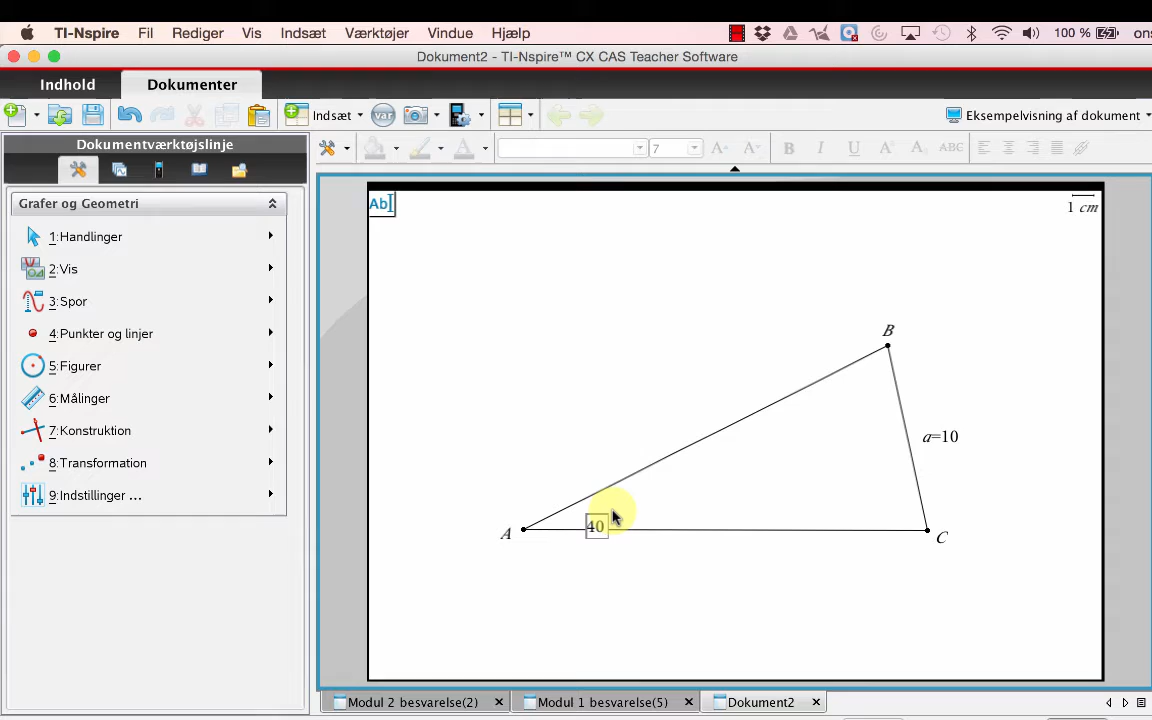 TI-Nspire Fil Rediger Vis Indsæt Værktøjer Vindue Hjælp 100 % ons
Dokument2 - TI-Nspire™ CX CAS Teacher Software
Indhold Dokumenter
Indsæt var Eksempelvisning af dokument
Dokumentværktøjslinje
7 A A A B I U A A ABC
Grafer og Geometri
1:Handlinger
2:Vis
3:Spor
4:Punkter og linjer
5:Figurer
6:Målinger
7:Konstruktion
8:Transformation
9:Indstillinger ...
Ab
1 cm
B
a=10
A
40
C
Modul 2 besvarelse(2) Modul 1 besvarelse(5) Dokument2